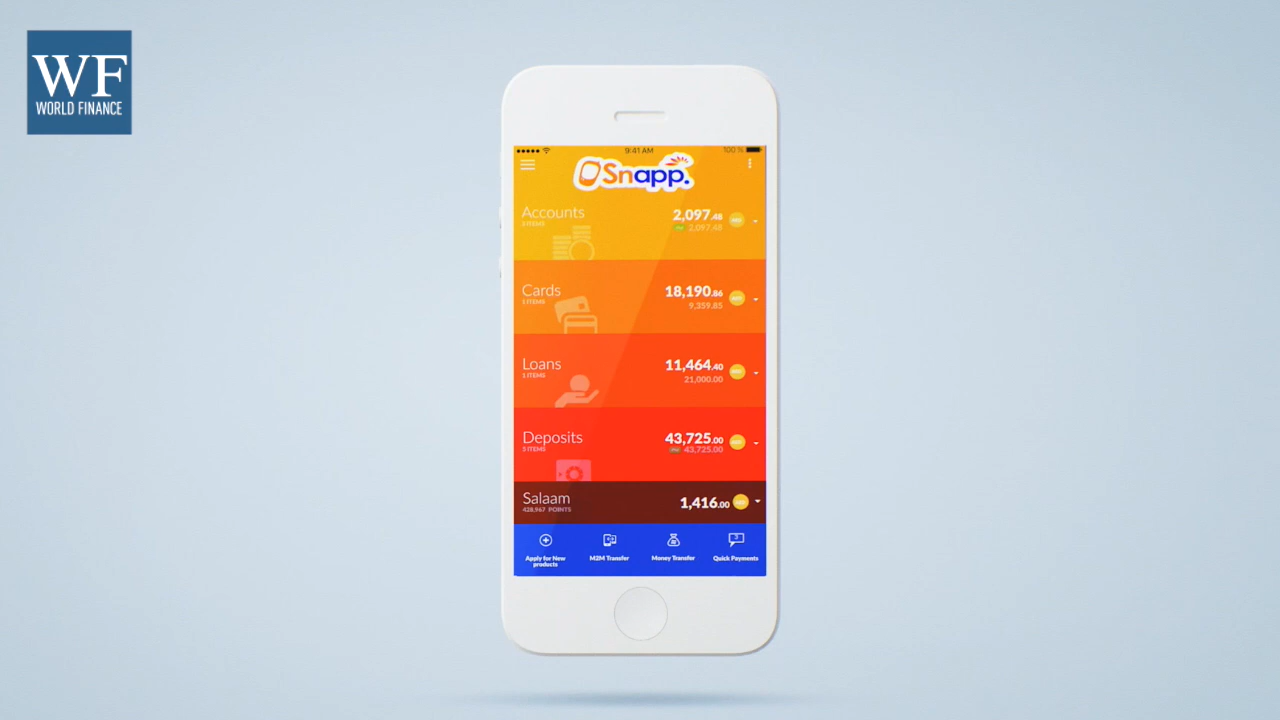 WF
WORLD FINANCE
9:41 AM
100 %
Snapp.
Accounts
2,097.48
2,097.48
Cards
18,190.86
9,359.85
Loans
1 ITEMS
11,464.40
21,000.00
Deposits
43,725.00
43,725.00
Salaam
428,967 POINTS
1,416.00
Apply for New
products
M2M Transfer
Money Transfer
Quick Payments